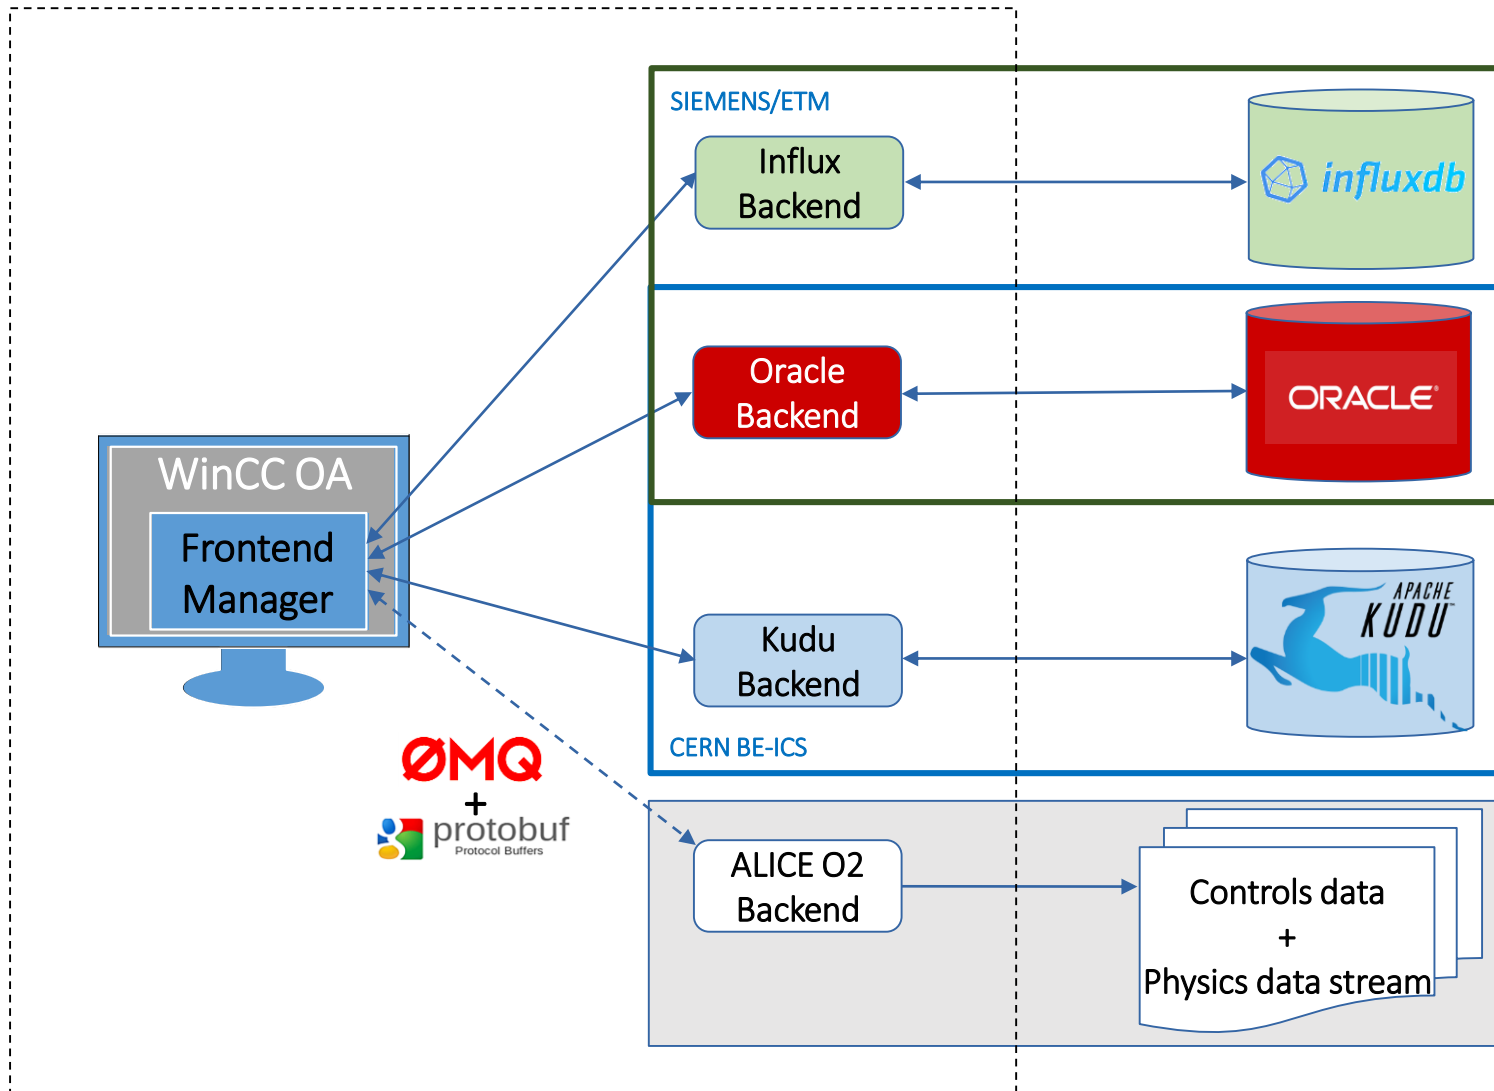 SIEMENS/ETM
Influx
Backend
influxdb
Oracle
Backend
ORACLE®
WinCC OA
Frontend
Manager
Kudu
Backend
APACHE
KUDU™
CERN BE-ICS
ØMQ
+
protobuf
Protocol Buffers
ALICE O2
Backend
Controls data
+
Physics data stream